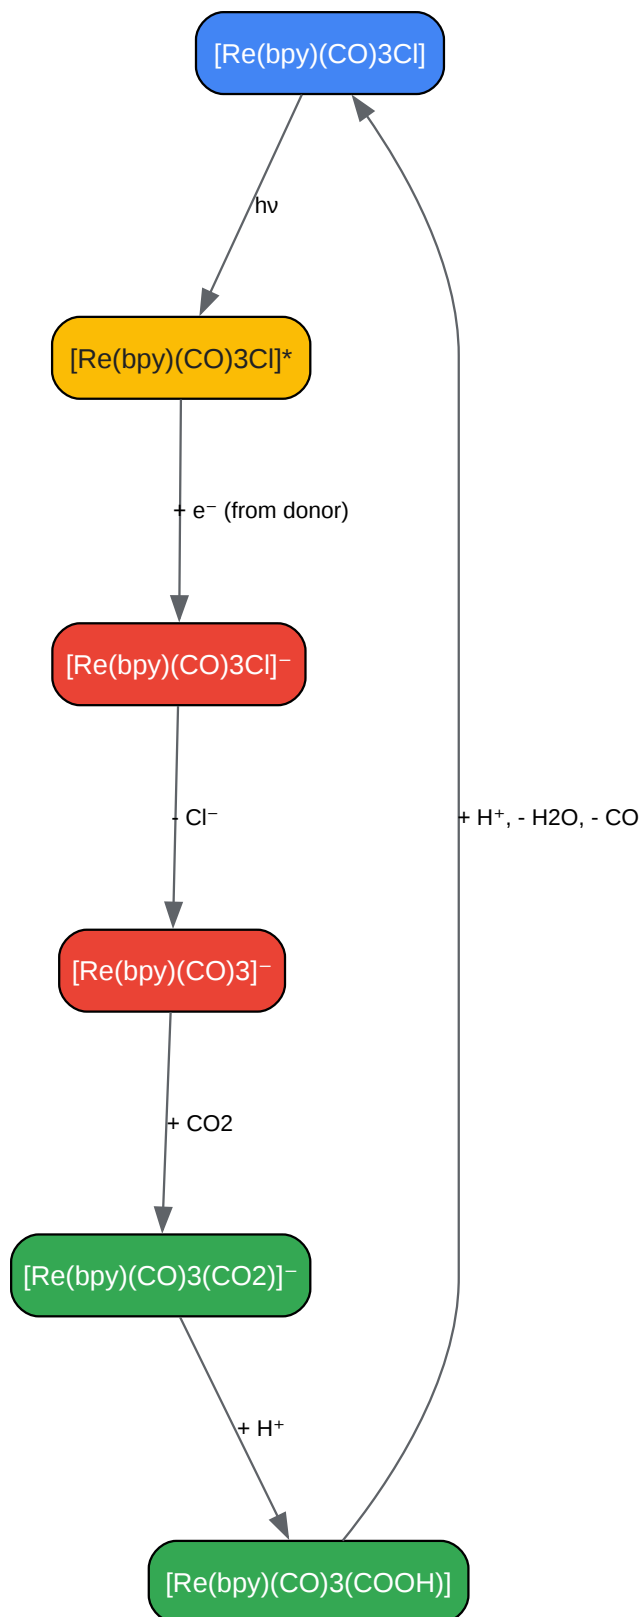 [Re(bpy)(CO)3Cl]
hν
[Re(bpy)(CO)3Cl]*
+ e⁻ (from donor)
[Re(bpy)(CO)3Cl]⁻
- Cl⁻
+ H⁺, - H2O, - CO
[Re(bpy)(CO)3]⁻
+ CO2
[Re(bpy)(CO)3(CO2)]⁻
+ H⁺
[Re(bpy)(CO)3(COOH)]